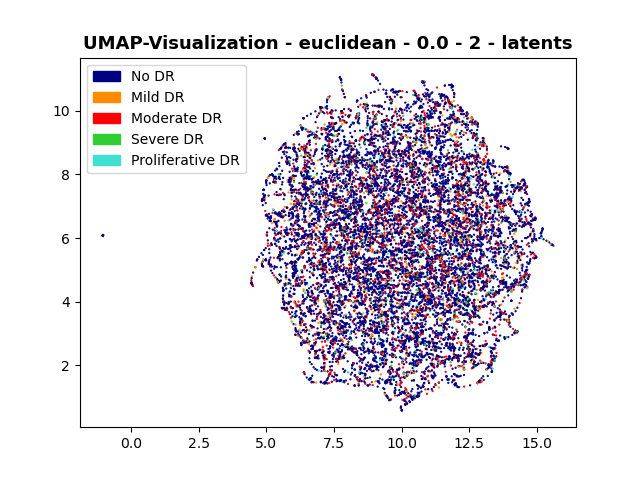 UMAP-Visualization - euclidean - 0.0 - 2 - latents
No DR
Mild DR
Moderate DR
Severe DR
Proliferative DR
10
8
6
4
2
0.0 2.5 5.0 7.5 10.0 12.5 15.0